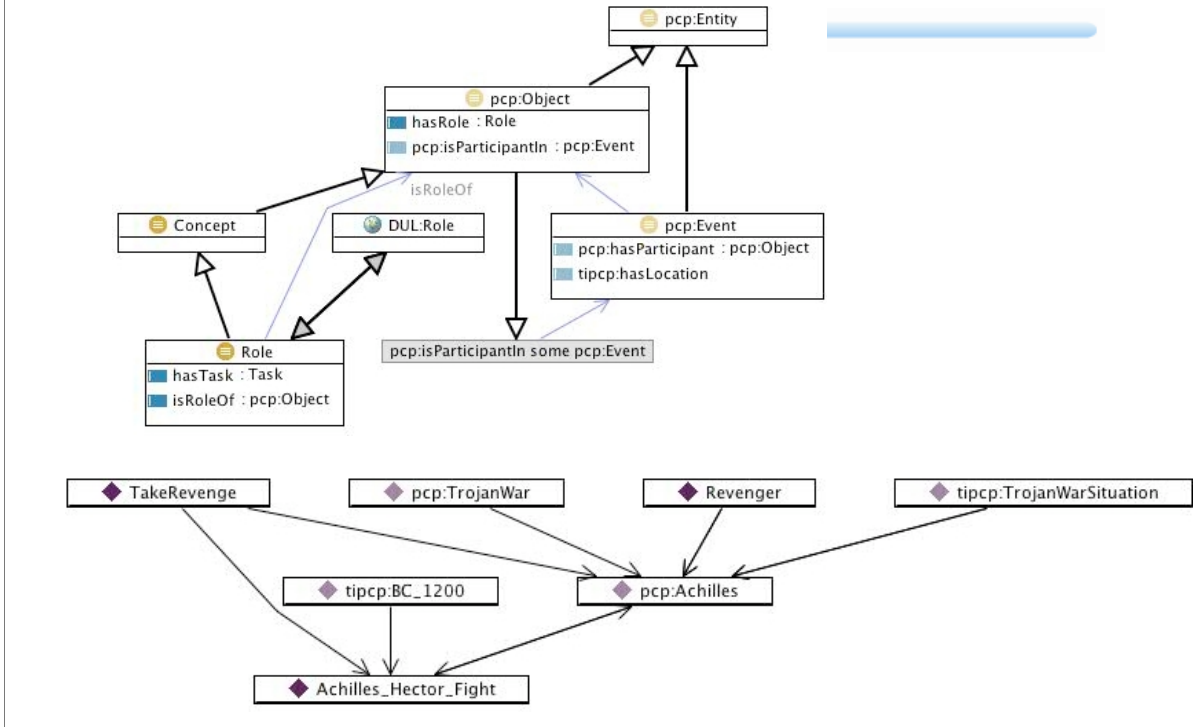 pcp:Entity
pcp:Object
hasRole : Role
pcp:isParticipantIn : pcp:Event
isRoleOf
Concept
DUL:Role
pcp:Event
pcp:hasParticipant : pcp:Object
tipcp:hasLocation
Role
hasTask : Task
isRoleOf : pcp:Object
pcp:isParticipantIn some pcp:Event
TakeRevenge
pcp:TrojanWar
Revenger
tipcp:TrojanWarSituation
tipcp:BC_1200
pcp:Achilles
Achilles_Hector_Fight